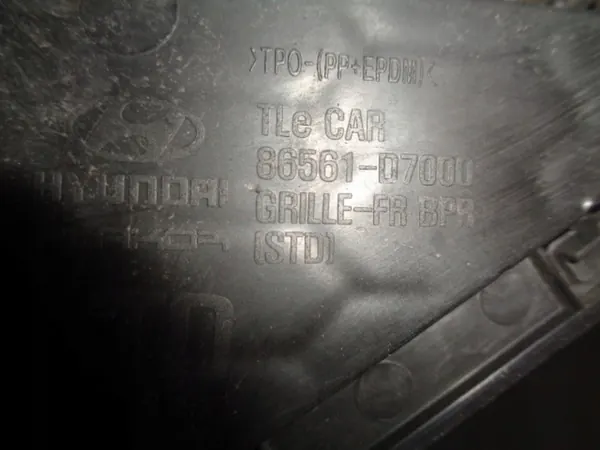 >TPO-(PP+EPDM)<
TLe CAR
86561-D7000
HYUNDAI
GRILLE-FR BPR
(STD)